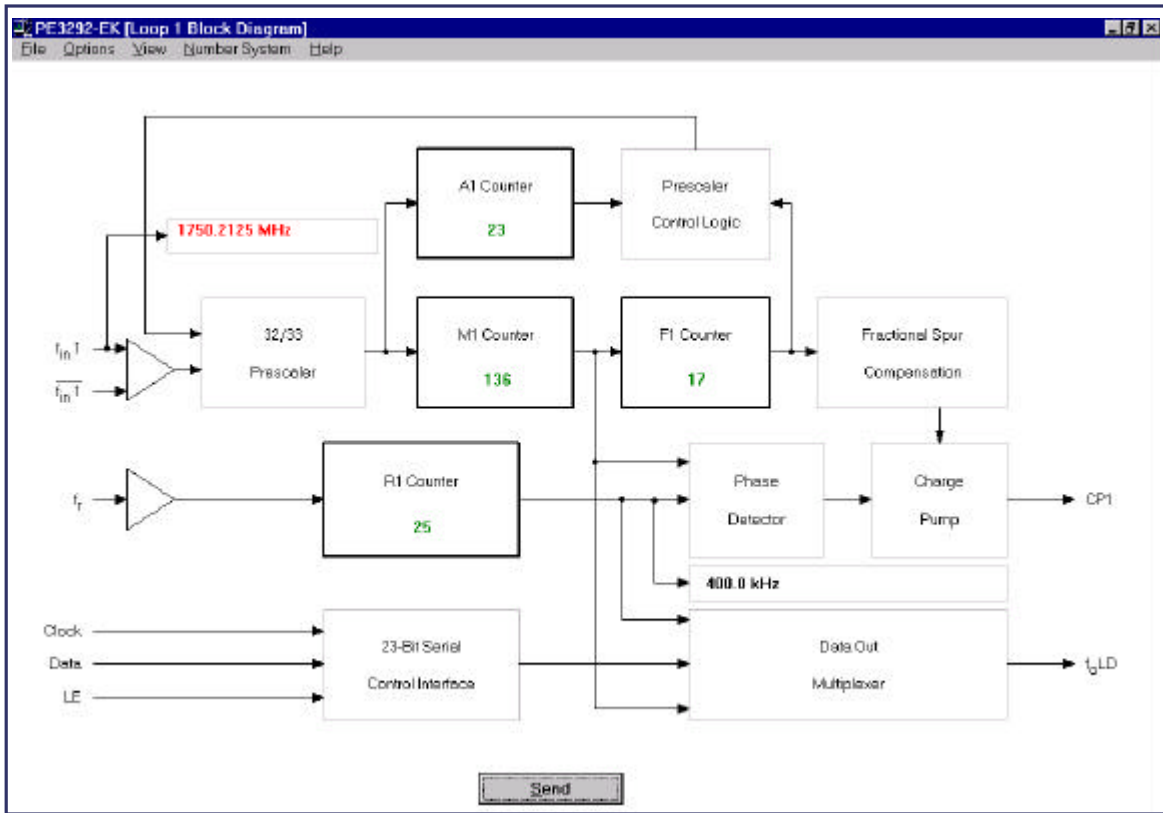 PE3292-EK [Loop 1 Block Diagram]
File Options View Number System Help
A1 Counter
23
Prescaler
Control Logic
1750.2125 MHz
32/33
Prescaler
M1 Counter
136
F1 Counter
17
Fractional Spur
Compensation
fin1
fin1
R1 Counter
25
Phase
Detector
Charge
Pump
fr
CP1
400.0 kHz
Clock
Data
LE
23-Bit Serial
Control Interface
Data Out
Multiplexer
foLD
Send